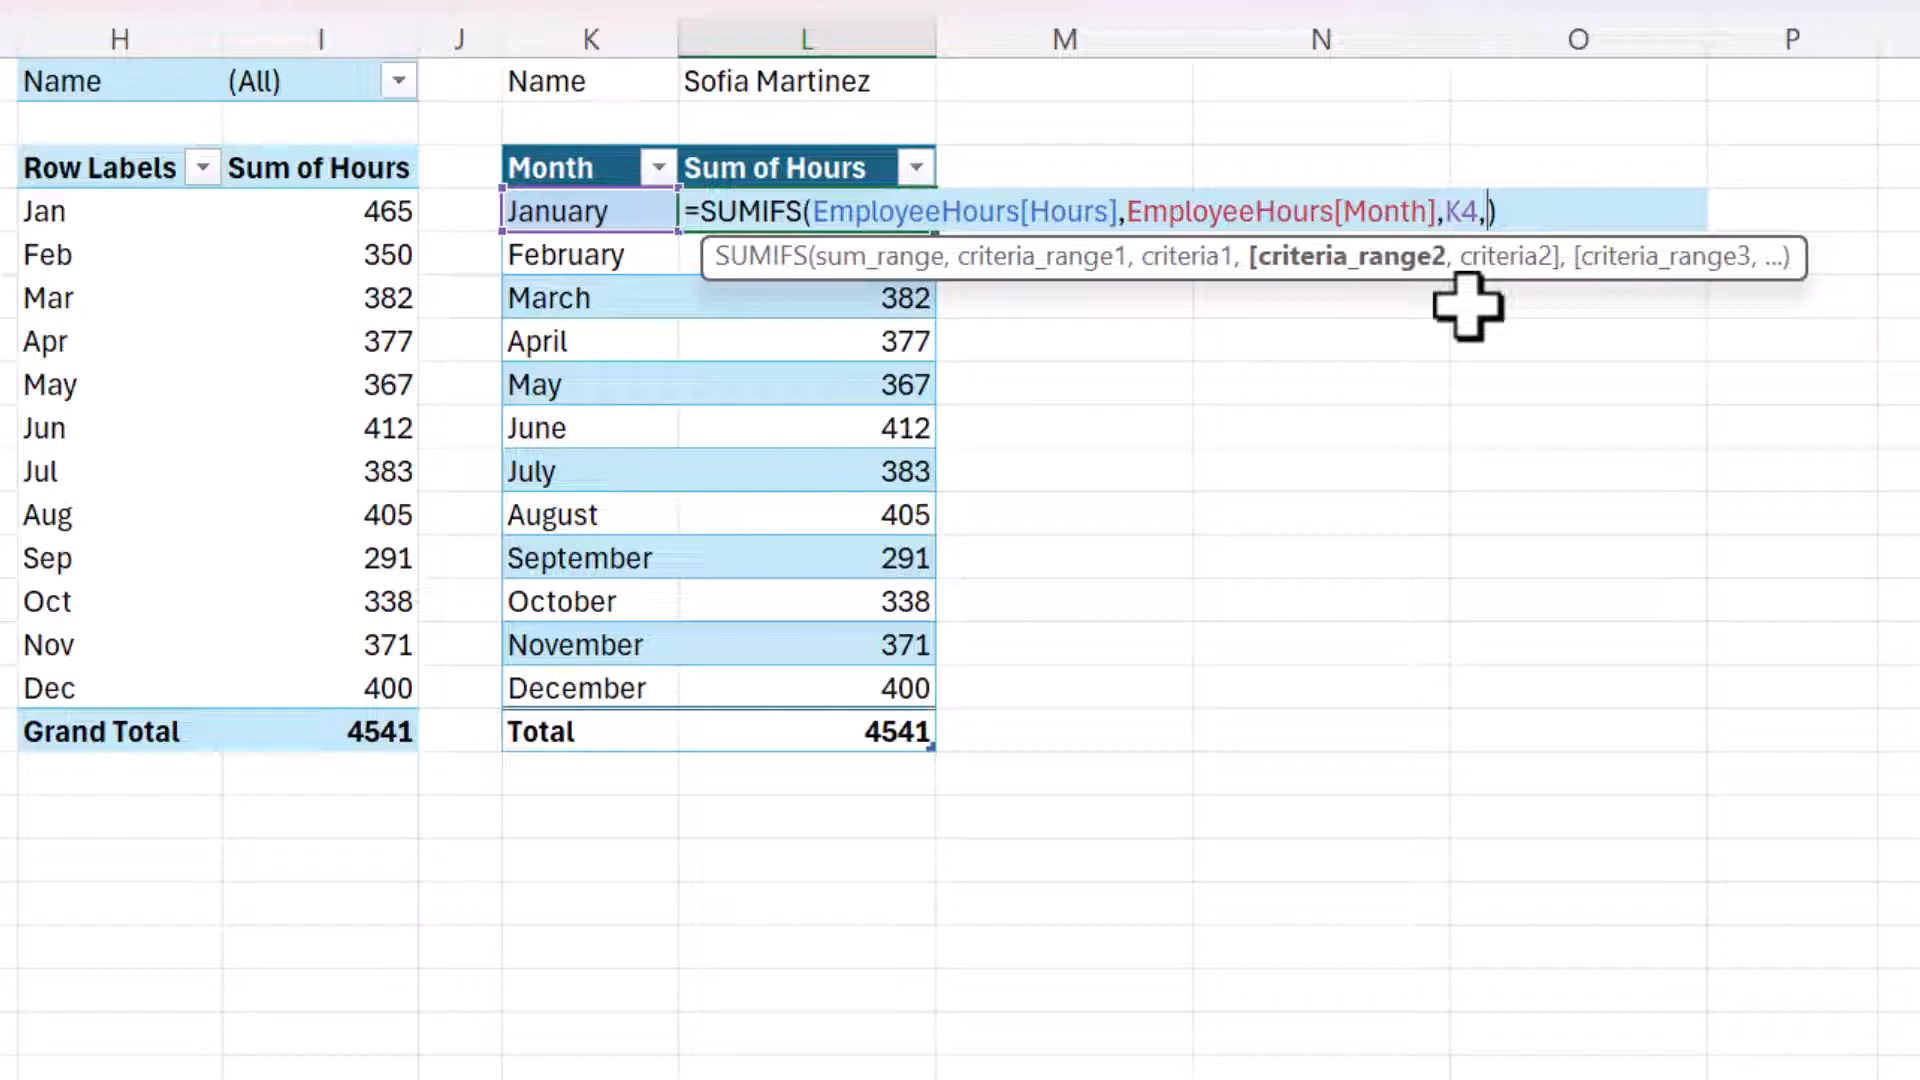 H I J K L M N O P
Name (All) Name Sofia Martinez
Row Labels Sum of Hours Month Sum of Hours
Jan 465 January =SUMIFS(EmployeeHours[Hours],EmployeeHours[Month],K4,)
Feb 350 February SUMIFS(sum_range, criteria_range1, criteria1, [criteria_range2, criteria2], [criteria_range3, ...)
Mar 382 March 382
Apr 377 April 377
May 367 May 367
Jun 412 June 412
Jul 383 July 383
Aug 405 August 405
Sep 291 September 291
Oct 338 October 338
Nov 371 November 371
Dec 400 December 400
Grand Total 4541 Total 4541